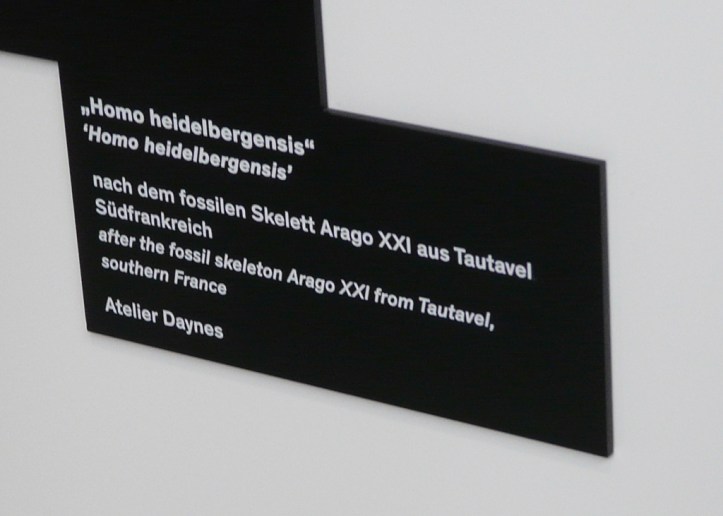 „Homo heidelbergensis“
‘Homo heidelbergensis’
nach dem fossilen Skelett Arago XXI aus Tautavel
Südfrankreich
after the fossil skeleton Arago XXI from Tautavel,
southern France
Atelier Daynes